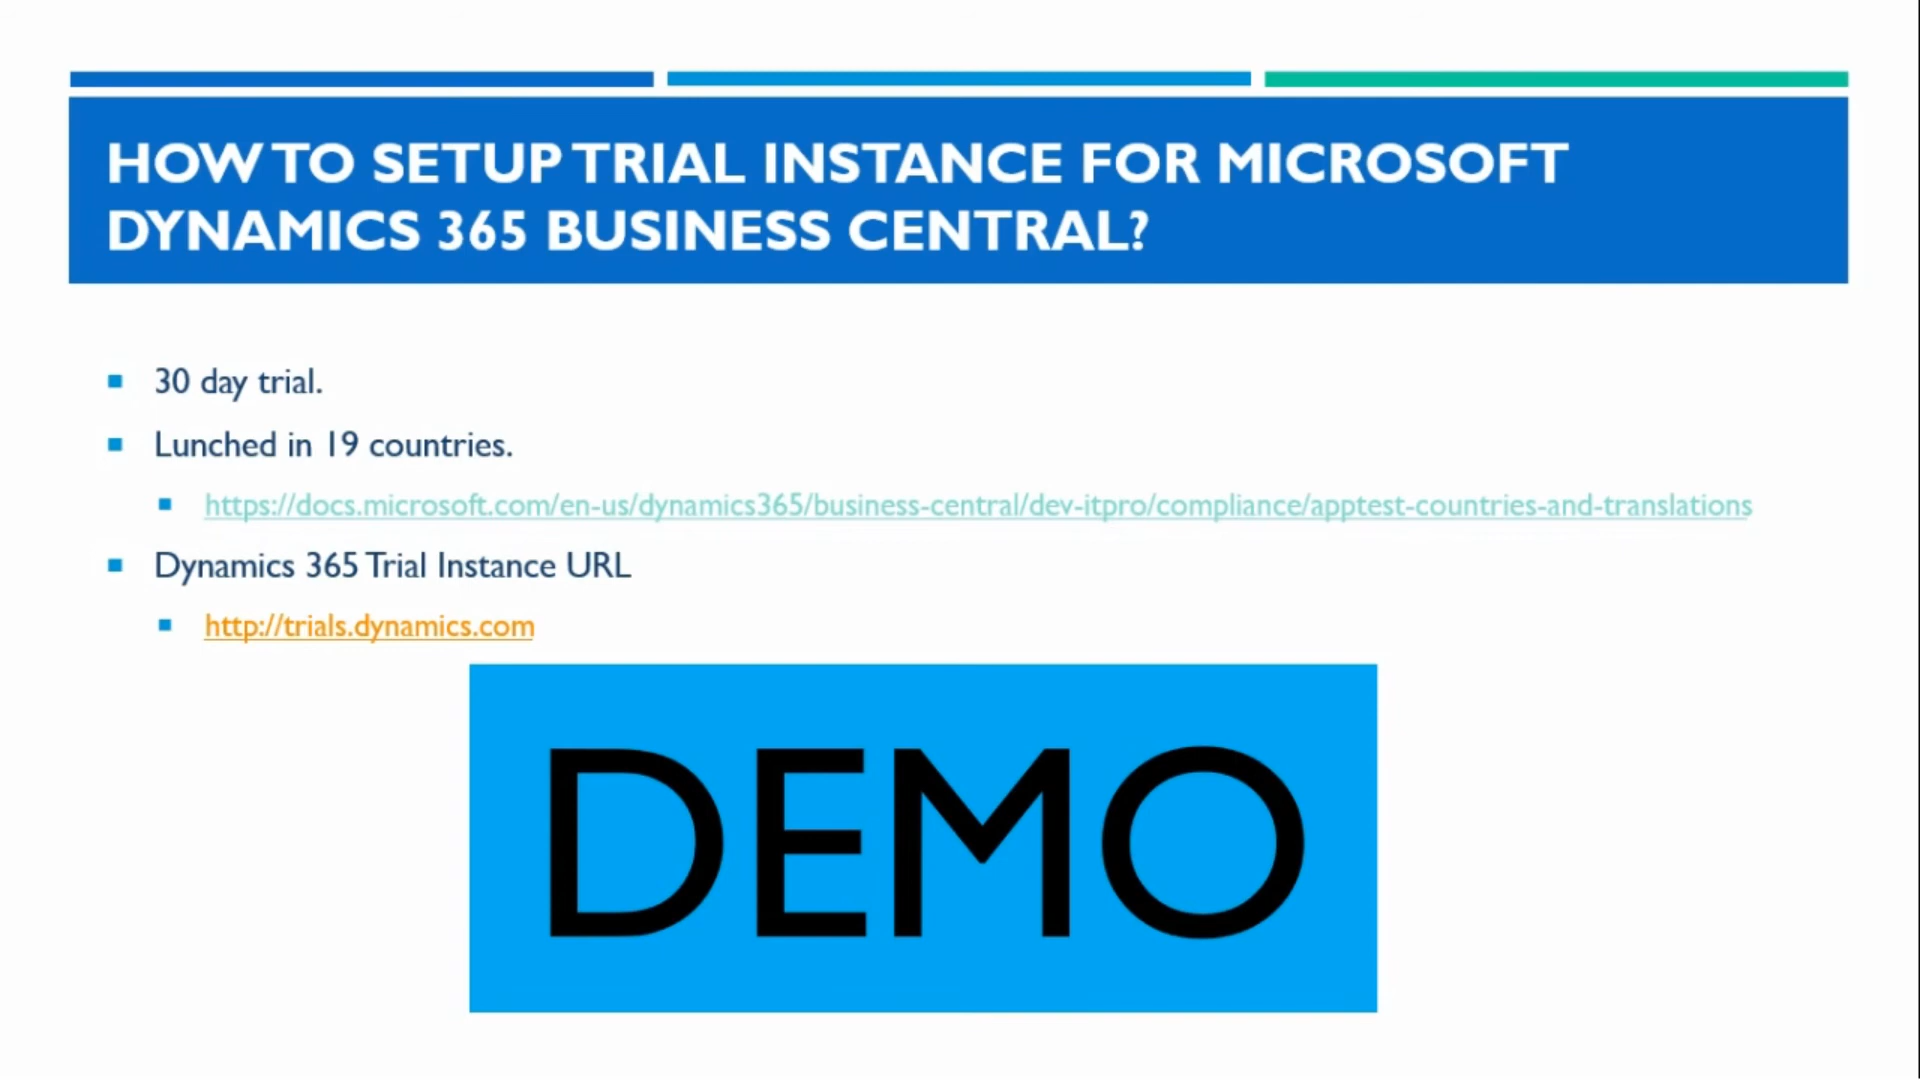 HOW TO SETUP TRIAL INSTANCE FOR MICROSOFT
DYNAMICS 365 BUSINESS CENTRAL?
30 day trial.
Lunched in 19 countries.
https://docs.microsoft.com/en-us/dynamics365/business-central/dev-itpro/compliance/apptest-countries-and-translations
Dynamics 365 Trial Instance URL
http://trials.dynamics.com
DEMO